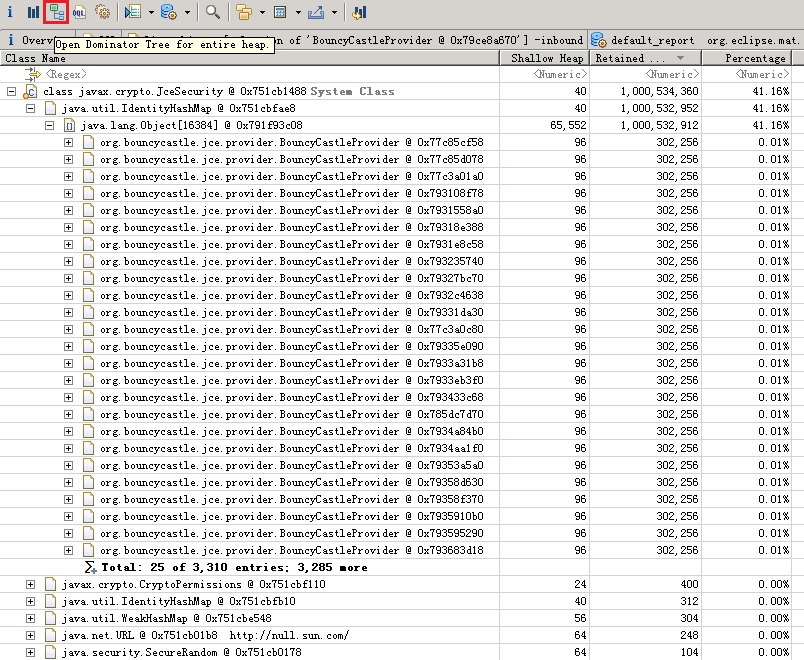 i OQL
i Overv
Open Dominator Tree for entire heap.
ion of 'BouncyCastleProvider @ 0x79ce8a670'] -inbound default_report org.eclipse.mat.
Class Name Shallow Heap Retained ... Percentage
<Regex> <Numeric> <Numeric> <Numeric>
class javax.crypto.JceSecurity @ 0x751cb1488 System Class 40 1,000,534,360 41.16%
java.util.IdentityHashMap @ 0x751cbfae8 40 1,000,532,952 41.16%
java.lang.Object[16384] @ 0x791f93c08 65,552 1,000,532,912 41.16%
org.bouncycastle.jce.provider.BouncyCastleProvider @ 0x77c85cf58 96 302,256 0.01%
org.bouncycastle.jce.provider.BouncyCastleProvider @ 0x77c85d078 96 302,256 0.01%
org.bouncycastle.jce.provider.BouncyCastleProvider @ 0x77c3a01a0 96 302,256 0.01%
org.bouncycastle.jce.provider.BouncyCastleProvider @ 0x793108f78 96 302,256 0.01%
org.bouncycastle.jce.provider.BouncyCastleProvider @ 0x7931558a0 96 302,256 0.01%
org.bouncycastle.jce.provider.BouncyCastleProvider @ 0x79318e388 96 302,256 0.01%
org.bouncycastle.jce.provider.BouncyCastleProvider @ 0x7931e8c58 96 302,256 0.01%
org.bouncycastle.jce.provider.BouncyCastleProvider @ 0x793235740 96 302,256 0.01%
org.bouncycastle.jce.provider.BouncyCastleProvider @ 0x79327bc70 96 302,256 0.01%
org.bouncycastle.jce.provider.BouncyCastleProvider @ 0x7932c4638 96 302,256 0.01%
org.bouncycastle.jce.provider.BouncyCastleProvider @ 0x79331da30 96 302,256 0.01%
org.bouncycastle.jce.provider.BouncyCastleProvider @ 0x77c3a0c80 96 302,256 0.01%
org.bouncycastle.jce.provider.BouncyCastleProvider @ 0x79335e090 96 302,256 0.01%
org.bouncycastle.jce.provider.BouncyCastleProvider @ 0x7933a31b8 96 302,256 0.01%
org.bouncycastle.jce.provider.BouncyCastleProvider @ 0x7933eb3f0 96 302,256 0.01%
org.bouncycastle.jce.provider.BouncyCastleProvider @ 0x793433c68 96 302,256 0.01%
org.bouncycastle.jce.provider.BouncyCastleProvider @ 0x785dc7d70 96 302,256 0.01%
org.bouncycastle.jce.provider.BouncyCastleProvider @ 0x7934a84b0 96 302,256 0.01%
org.bouncycastle.jce.provider.BouncyCastleProvider @ 0x7934aa1f0 96 302,256 0.01%
org.bouncycastle.jce.provider.BouncyCastleProvider @ 0x79353a5a0 96 302,256 0.01%
org.bouncycastle.jce.provider.BouncyCastleProvider @ 0x79358d630 96 302,256 0.01%
org.bouncycastle.jce.provider.BouncyCastleProvider @ 0x79358f370 96 302,256 0.01%
org.bouncycastle.jce.provider.BouncyCastleProvider @ 0x7935910b0 96 302,256 0.01%
org.bouncycastle.jce.provider.BouncyCastleProvider @ 0x793595290 96 302,256 0.01%
org.bouncycastle.jce.provider.BouncyCastleProvider @ 0x793683d18 96 302,256 0.01%
Total: 25 of 3,310 entries; 3,285 more
javax.crypto.CryptoPermissions @ 0x751cbf110 24 400 0.00%
java.util.IdentityHashMap @ 0x751cbfb10 40 312 0.00%
java.util.WeakHashMap @ 0x751cbe548 56 304 0.00%
java.net.URL @ 0x751cb01b8 http://null.sun.com/ 64 248 0.00%
java.security.SecureRandom @ 0x751cb0178 64 104 0.00%